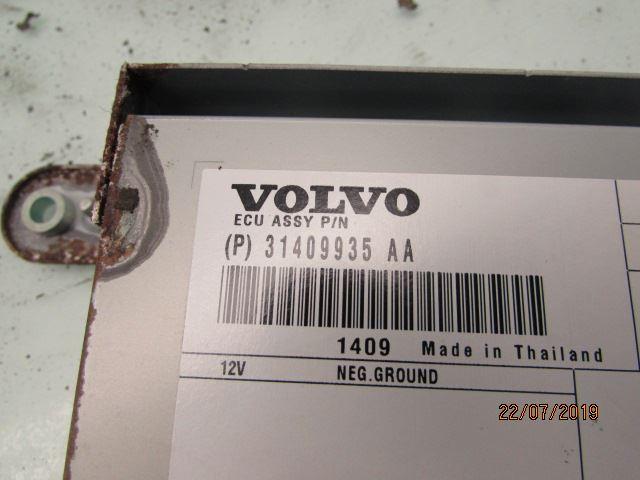 VOLVO
ECU ASSY P/N
(P) 31409935 AA
1409 Made in Thailand
12V NEG.GROUND
22/07/2019